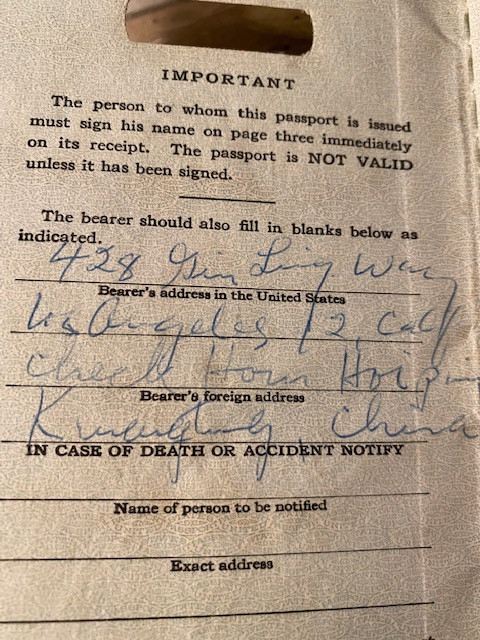 IMPORTANT
The person to whom this passport is issued
must sign his name on page three immediately
on its receipt. The passport is NOT VALID
unless it has been signed.
The bearer should also fill in blanks below as
indicated.
428 Gin Ling Way
Bearer's address in the United States
Los Angeles 12, Calif
Check Hom Hoiping
Bearer's foreign address
Kwangtung, China
IN CASE OF DEATH OR ACCIDENT NOTIFY
Name of person to be notified
Exact address